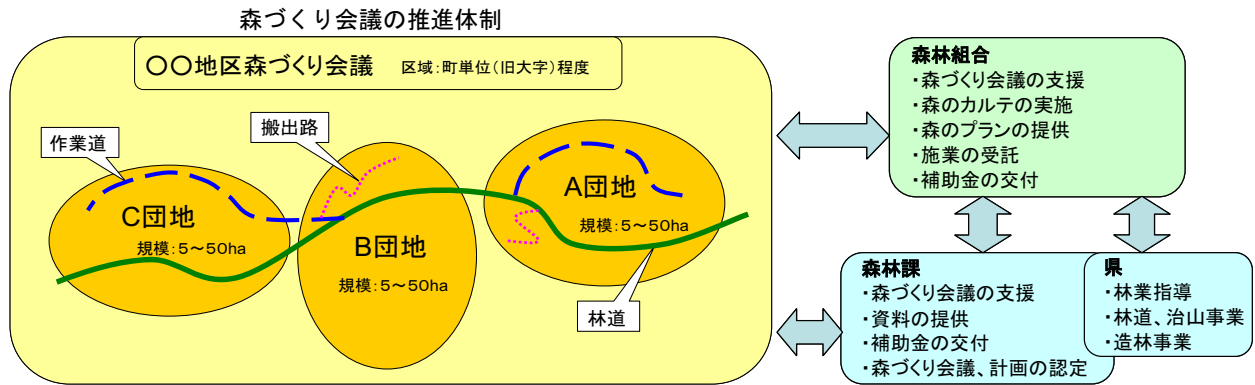 森づくり会議の推進体制
〇〇地区森づくり会議 区域:町単位(旧大字)程度
作業道
搬出路
C団地
規模:5～50ha
B団地
規模:5～50ha
A団地
規模:5～50ha
林道
森林組合
・森づくり会議の支援
・森のカルテの実施
・森のプランの提供
・施業の受託
・補助金の交付
森林課
・森づくり会議の支援
・資料の提供
・補助金の交付
・森づくり会議、計画の認定
県
・林業指導
・林道、治山事業
・造林事業